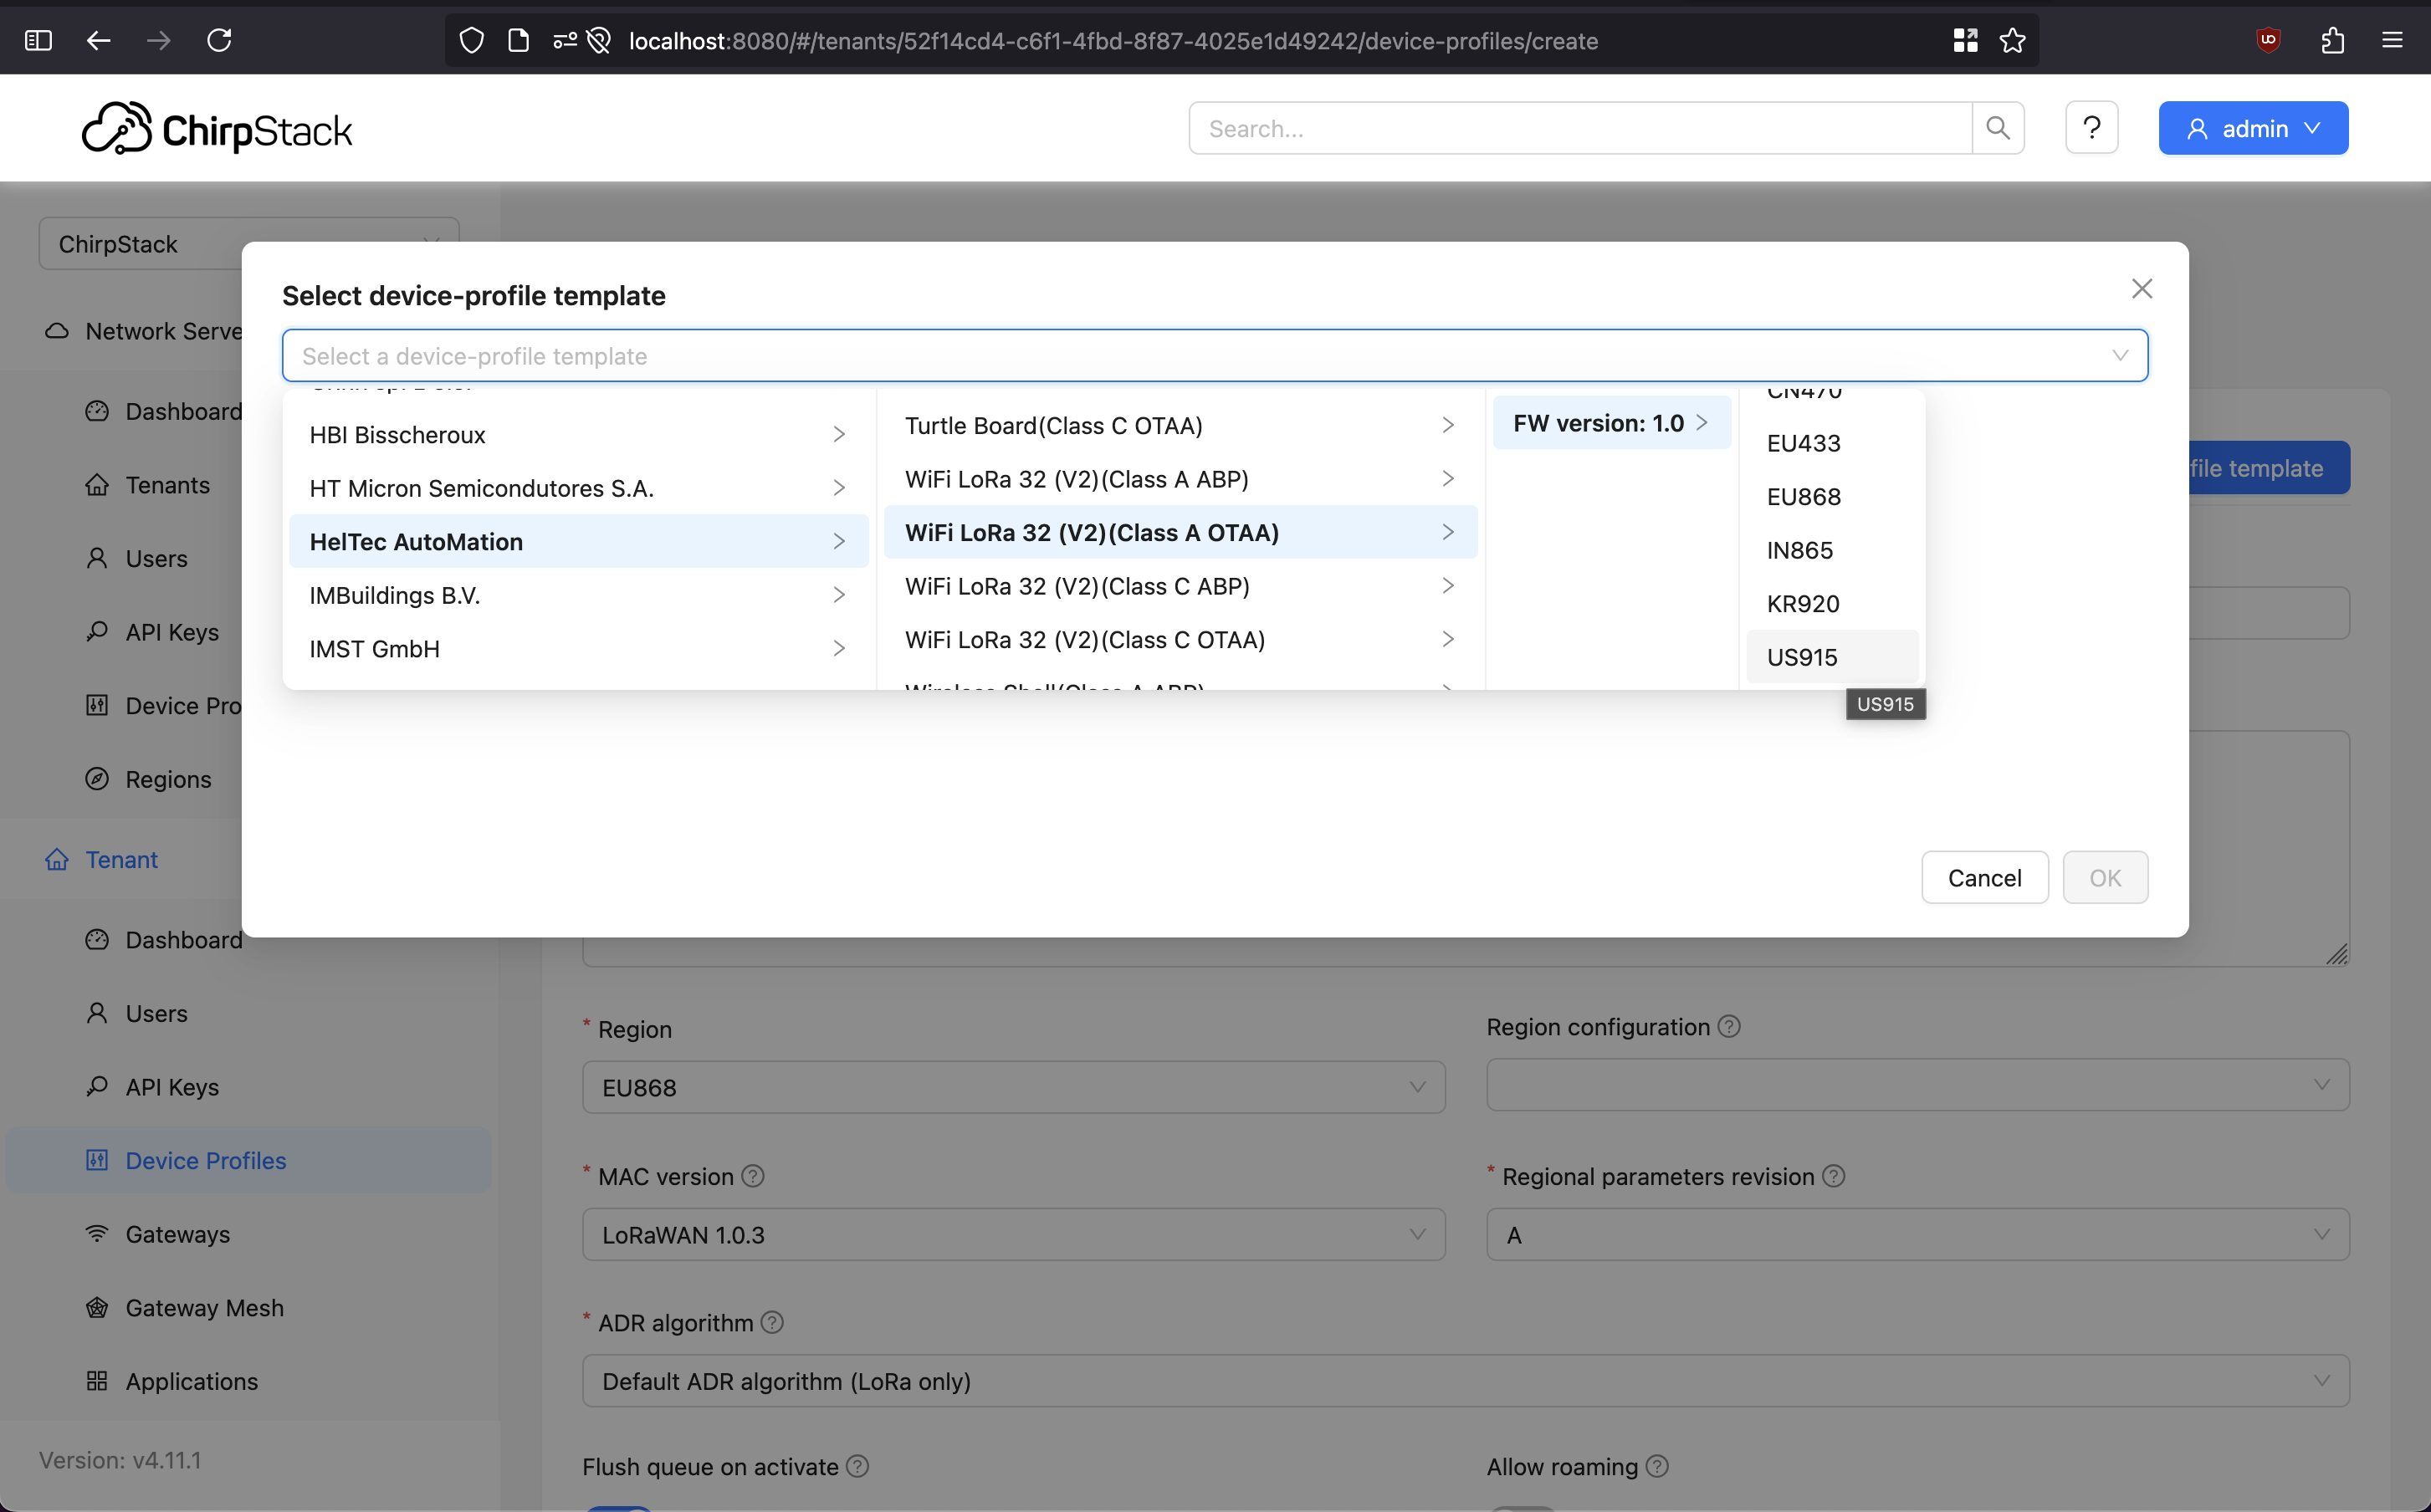 localhost:8080/#/tenants/52f14cd4-c6f1-4fbd-8f87-4025e1d49242/device-profiles/create
ChirpStack
Search...
?
admin
ChirpStack
Network Serve
Dashboard
Tenants
Users
API Keys
Device Pro
Regions
Tenant
Dashboard
Users
API Keys
Device Profiles
Gateways
Gateway Mesh
Applications
Version: v4.11.1
Select device-profile template
Select a device-profile template
HBI Bisscheroux
HT Micron Semicondutores S.A.
HelTec AutoMation
IMBuildings B.V.
IMST GmbH
Turtle Board(Class C OTAA)
WiFi LoRa 32 (V2)(Class A ABP)
WiFi LoRa 32 (V2)(Class A OTAA)
WiFi LoRa 32 (V2)(Class C ABP)
WiFi LoRa 32 (V2)(Class C OTAA)
Wireless Shell(Class A ABP)
FW version: 1.0
CN470
EU433
EU868
IN865
KR920
US915
US915
Cancel
OK
file template
* Region
EU868
Region configuration
* MAC version
LoRaWAN 1.0.3
* Regional parameters revision
A
* ADR algorithm
Default ADR algorithm (LoRa only)
Flush queue on activate
Allow roaming